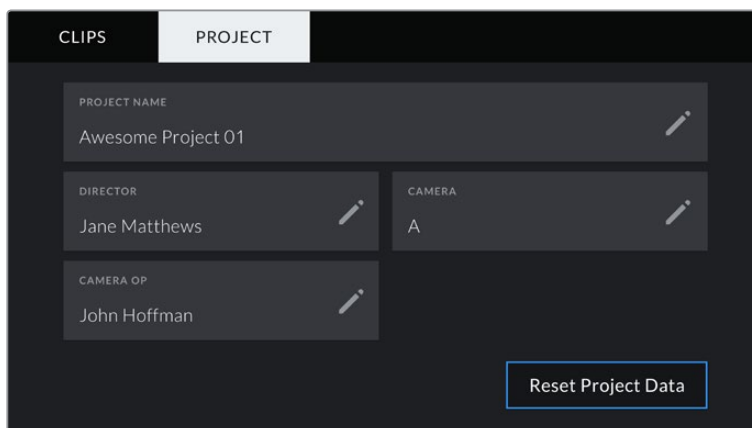 CLIPS PROJECT
PROJECT NAME
Awesome Project 01
DIRECTOR
Jane Matthews
CAMERA
A
CAMERA OP
John Hoffman
Reset Project Data